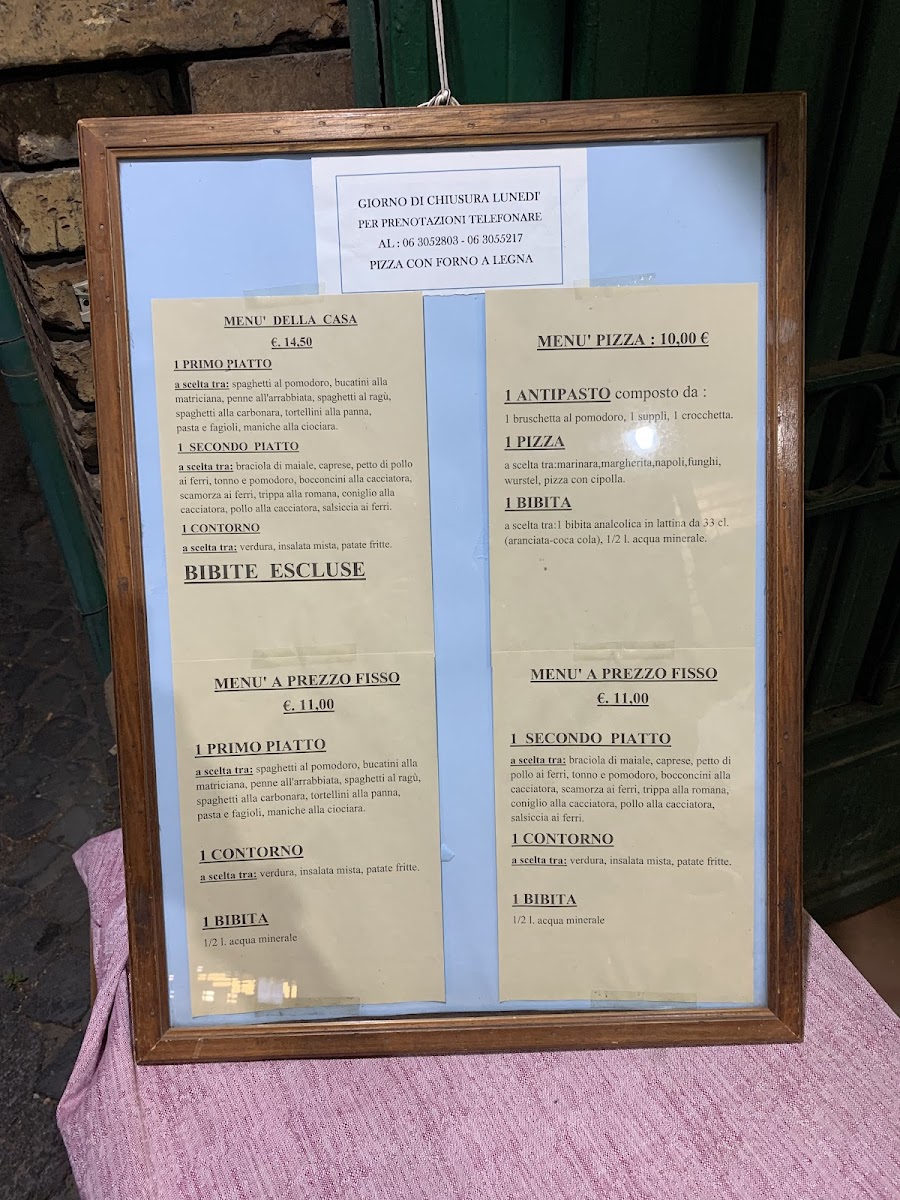 GIORNO DI CHIUSURA LUNEDI'
PER PRENOTAZIONI TELEFONARE
AL : 06 3052803 - 06 3055217
PIZZA CON FORNO A LEGNA
MENU' DELLA CASA
€. 14,50
1 PRIMO PIATTO
a scelta tra: spaghetti al pomodoro, bucatini alla
matriciana, penne all'arrabbiata, spaghetti al ragù,
spaghetti alla carbonara, tortellini alla panna,
pasta e fagioli, maniche alla ciociara.
1 SECONDO PIATTO
a scelta tra: braciola di maiale, caprese, petto di pollo
ai ferri, tonno e pomodoro, bocconcini alla cacciatora,
scamorza ai ferri, trippa alla romana, coniglio alla
cacciatora, pollo alla cacciatora, salsiccia ai ferri.
1 CONTORNO
a scelta tra: verdura, insalata mista, patate fritte.
BIBITE ESCLUSE
MENU' PIZZA : 10,00 €
1 ANTIPASTO composto da :
1 bruschetta al pomodoro, 1 supplì, 1 crocchetta.
1 PIZZA
a scelta tra:marinara,margherita,napoli,funghi,
wurstel, pizza con cipolla.
1 BIBITA
a scelta tra:1 bibita analcolica in lattina da 33 cl.
(aranciata-coca cola), 1/2 l. acqua minerale.
MENU' A PREZZO FISSO
€. 11,00
1 PRIMO PIATTO
a scelta tra: spaghetti al pomodoro, bucatini alla
matriciana, penne all'arrabbiata, spaghetti al ragù,
spaghetti alla carbonara, tortellini alla panna,
pasta e fagioli, maniche alla ciociara.
1 CONTORNO
a scelta tra: verdura, insalata mista, patate fritte.
1 BIBITA
1/2 l. acqua minerale
MENU' A PREZZO FISSO
€. 11,00
1 SECONDO PIATTO
a scelta tra: braciola di maiale, caprese, petto di
pollo ai ferri, tonno e pomodoro, bocconcini alla
cacciatora, scamorza ai ferri, trippa alla romana,
coniglio alla cacciatora, pollo alla cacciatora,
salsiccia ai ferri.
1 CONTORNO
a scelta tra: verdura, insalata mista, patate fritte.
1 BIBITA
1/2 l. acqua minerale